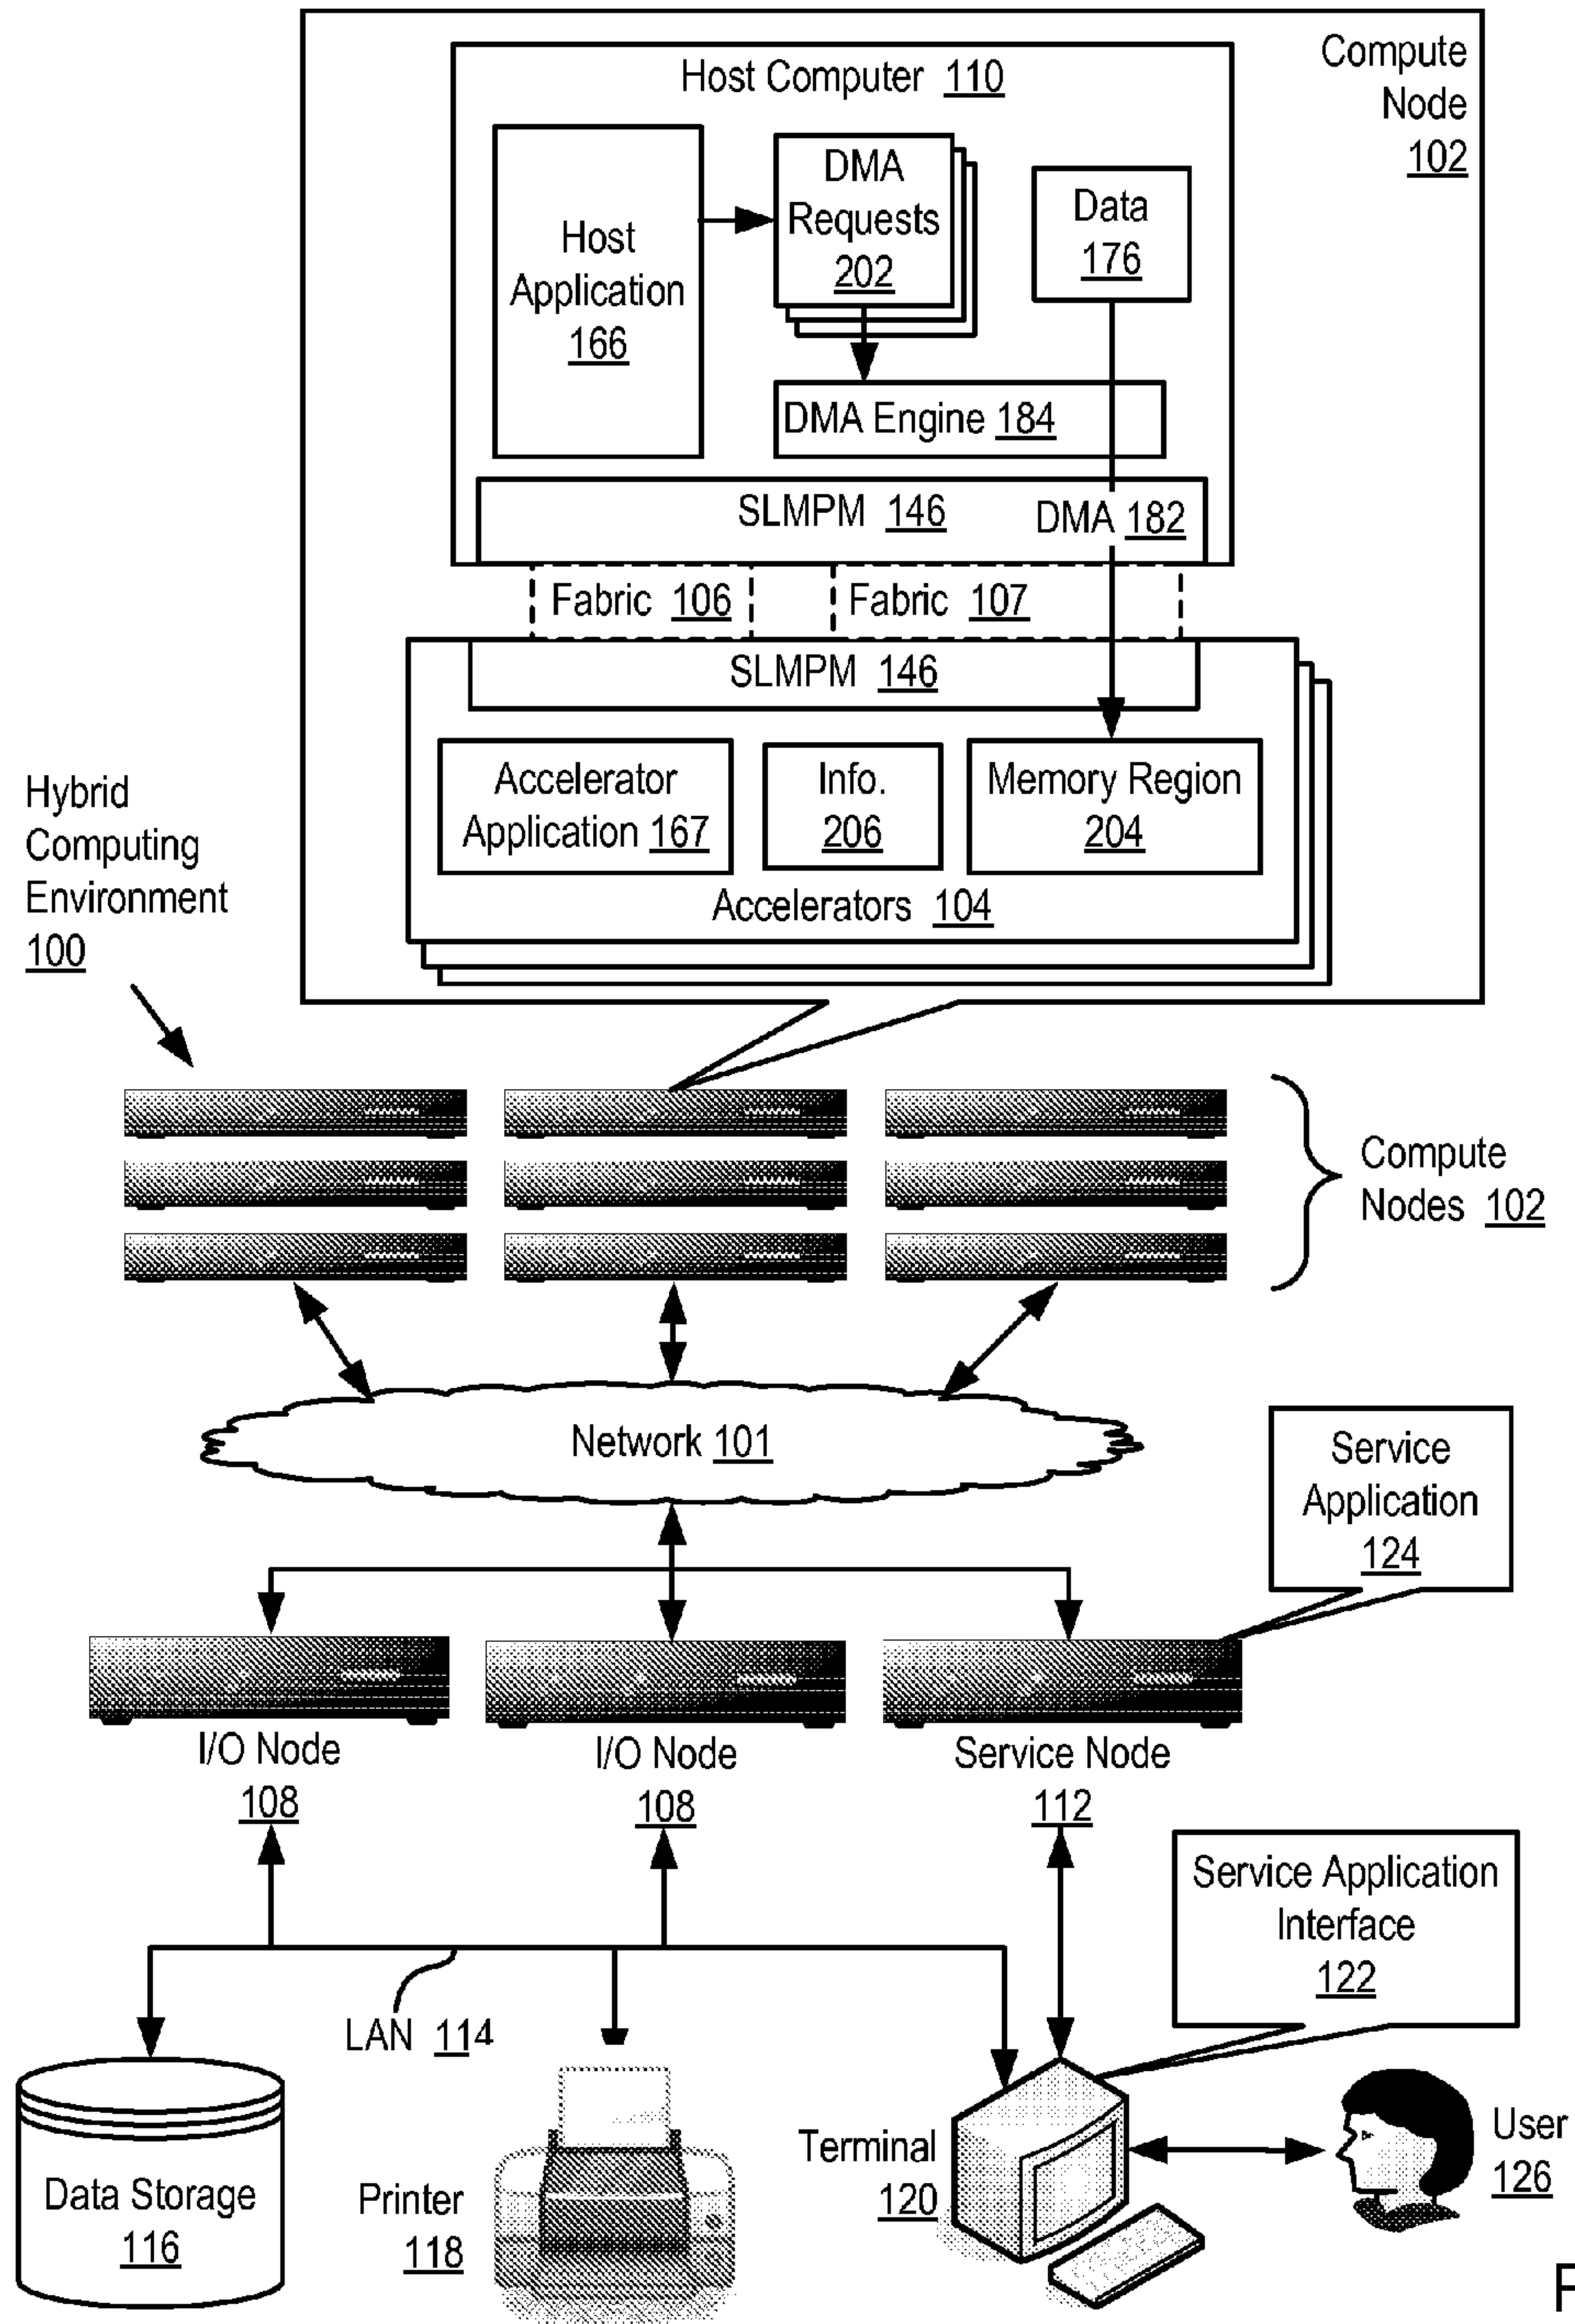 Compute
Node
102
Host Computer 110
Host
Application
166
DMA
Requests
202
Data
176
DMA Engine 184
SLMPM 146
DMA 182
Fabric 106
Fabric 107
SLMPM 146
Accelerator
Application 167
Info.
206
Memory Region
204
Accelerators 104
Hybrid
Computing
Environment
100
Compute
Nodes 102
Network 101
Service
Application
124
I/O Node
108
I/O Node
108
Service Node
112
Service Application
Interface
122
LAN 114
Data Storage
116
Printer
118
Terminal
120
User
126
F